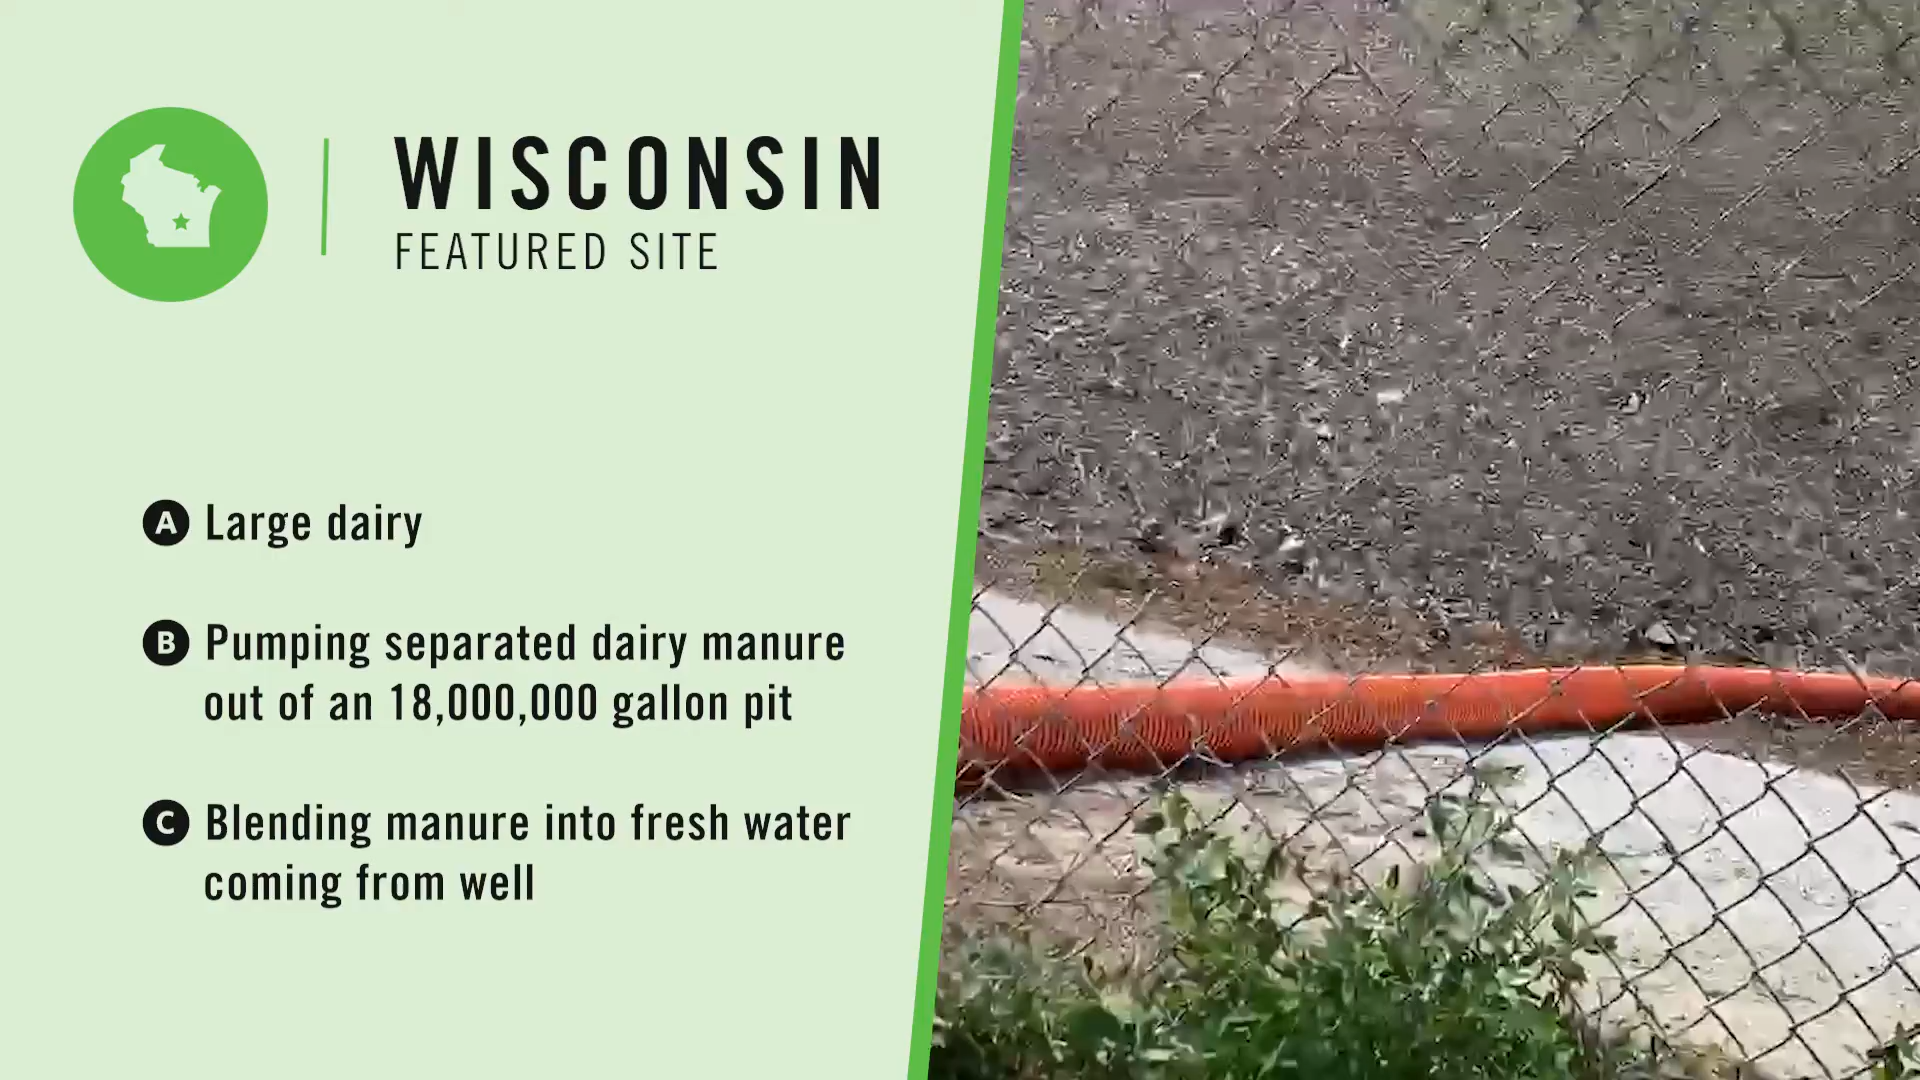 WISCONSIN
FEATURED SITE
A Large dairy
B Pumping separated dairy manure
out of an 18,000,000 gallon pit
C Blending manure into fresh water
coming from well